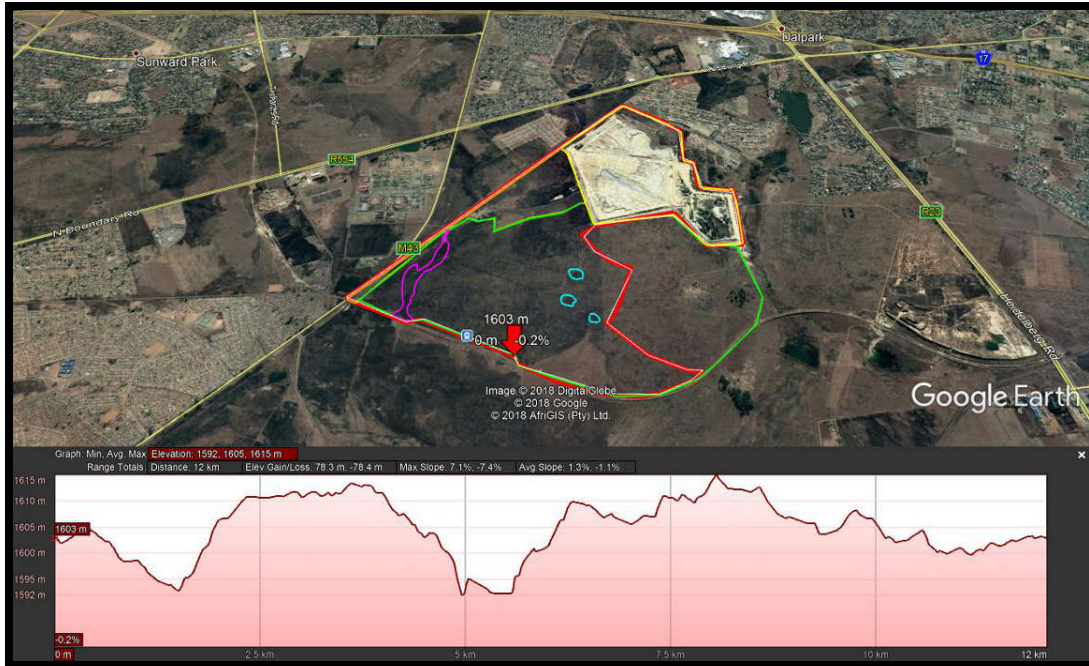 Sunward Park
Dalpark
17
R554
N Boundary Rd
M43
R23
Heidelberg Rd
1603 m
0 m -0.2%
Image © 2018 DigitalGlobe
© 2018 Google
© 2018 AfriGIS (Pty) Ltd.
Google Earth
Graph: Min, Avg, Max Elevation: 1592, 1605, 1615 m
Range Totals: Distance: 12 km Elev Gain/Loss: 78.3 m, -78.4 m Max Slope: 7.1%, -7.4% Avg Slope: 1.3%, -1.1%
1615 m
1610 m
1605 m
1603 m
1600 m
1595 m
1592 m
-0.2%
0 m 2.5 km 5 km 7.5 km 10 km 12 km